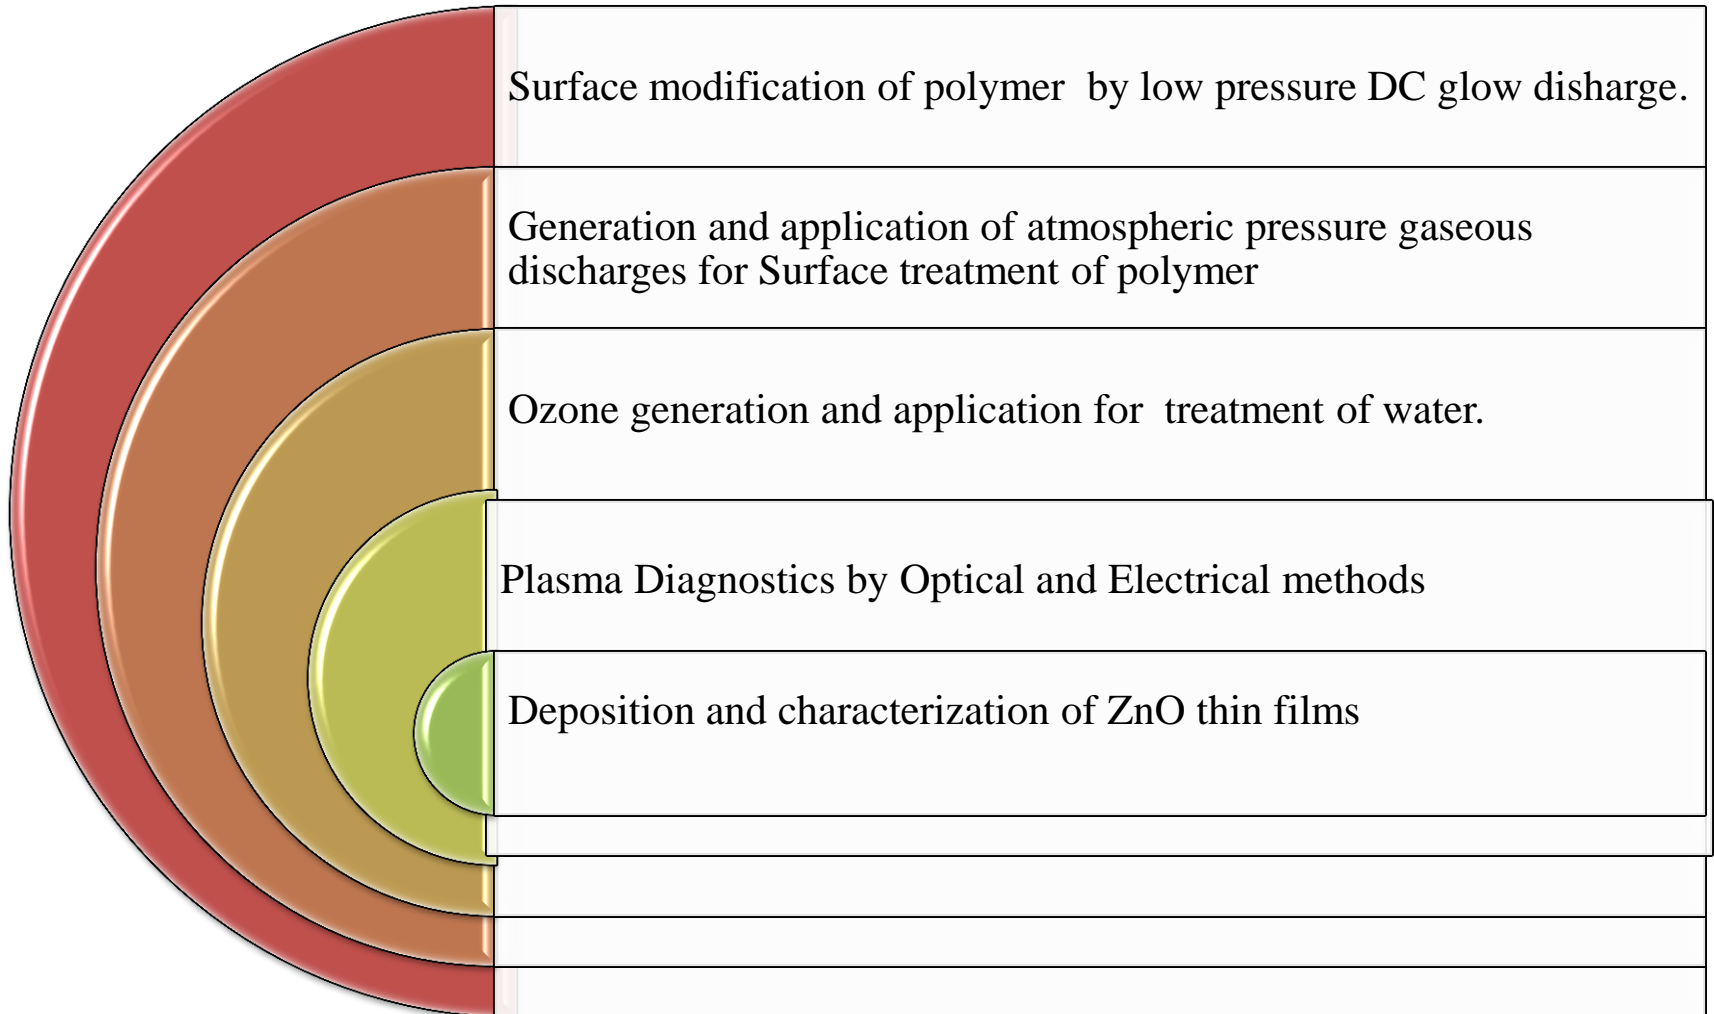 Surface modification of polymer  by low pressure DC glow disharge.
Generation and application of atmospheric pressure gaseous
discharges for Surface treatment of polymer
Ozone generation and application for  treatment of water.
Plasma Diagnostics by Optical and Electrical methods
Deposition and characterization of ZnO thin films